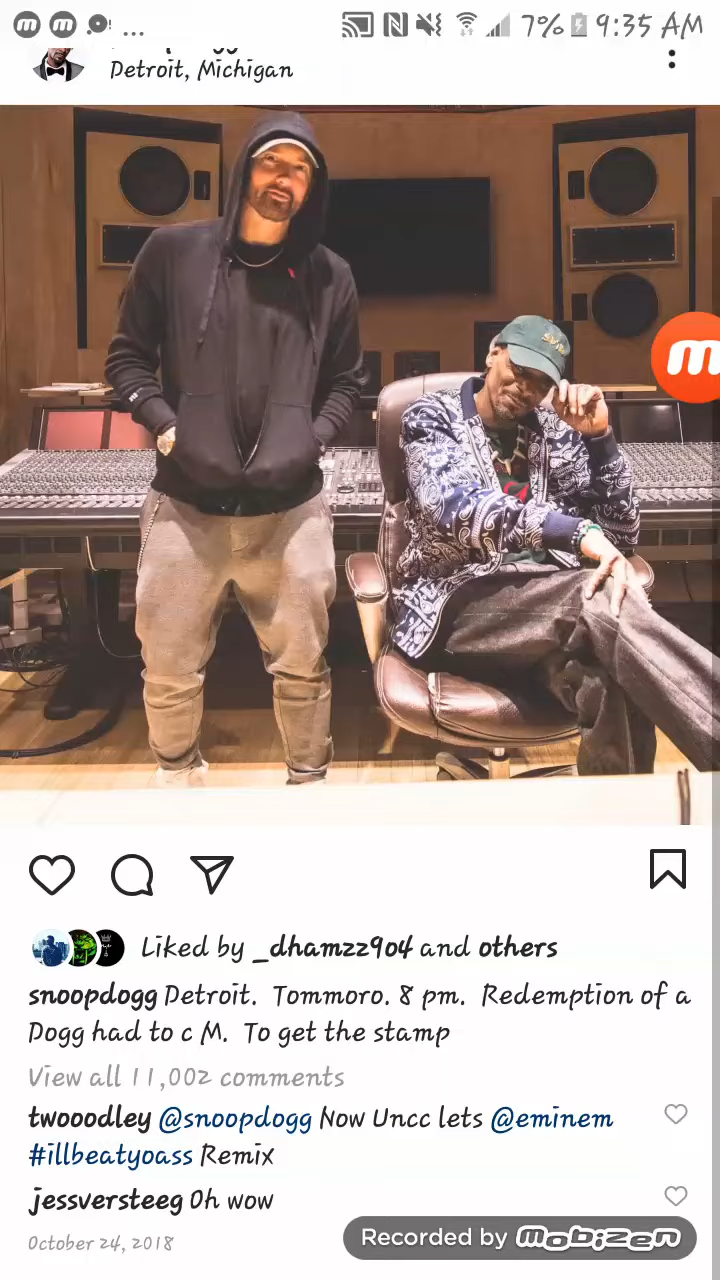 7% 9:35 AM
Detroit, Michigan
Liked by _dhamzz904 and others
snoopdogg Detroit. Tommoro. 8 pm. Redemption of a
Dogg had to c M. To get the stamp
View all 11,002 comments
twooodley @snoopdogg Now Uncc lets @eminem
#illbeatyoass Remix
jessversteeg Oh wow
October 24, 2018
Recorded by mobizen